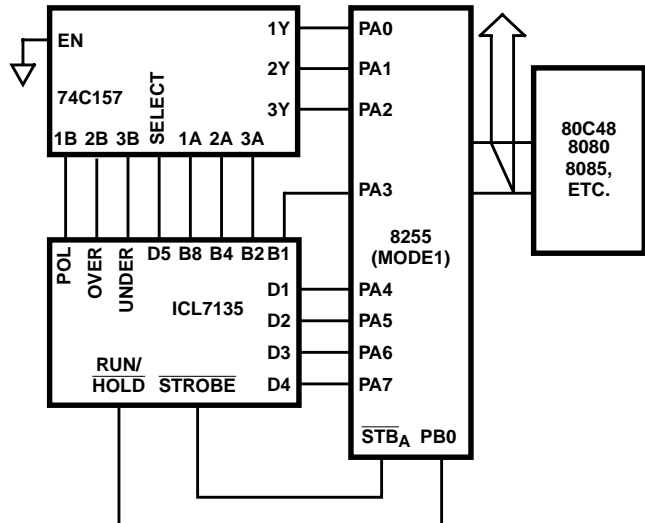 EN
1Y
2Y
3Y
74C157
SELECT
1B 2B 3B 1A 2A 3A
PA0
PA1
PA2
PA3
8255
(MODE1)
PA4
PA5
PA6
PA7
STBA PB0
80C48
8080
8085,
ETC.
POL
OVER
UNDER
D5 B8 B4 B2 B1
ICL7135
D1
D2
D3
D4
RUN/
HOLD STROBE